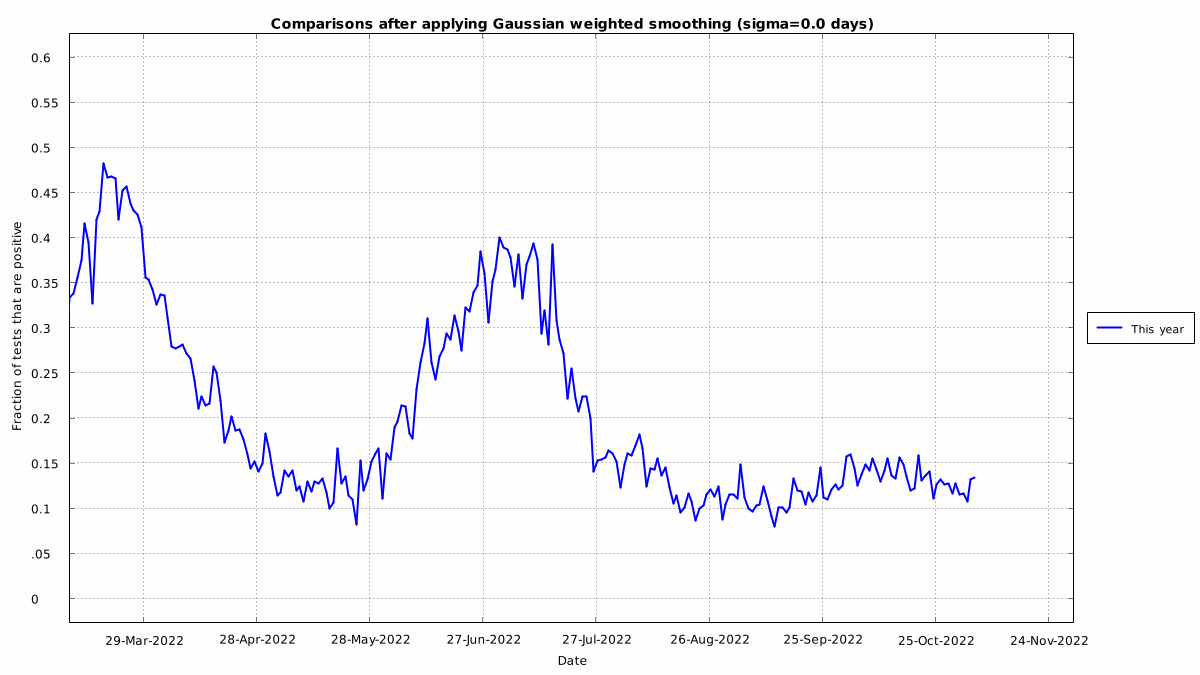 Comparisons after applying Gaussian weighted smoothing (sigma=0.0 days)
0.6
0.55
0.5
0.45
0.4
0.35
0.3
0.25
0.2
0.15
0.1
.05
0
Fraction of tests that are positive
29-Mar-2022
28-Apr-2022
28-May-2022
27-Jun-2022
27-Jul-2022
26-Aug-2022
25-Sep-2022
25-Oct-2022
24-Nov-2022
Date
This year